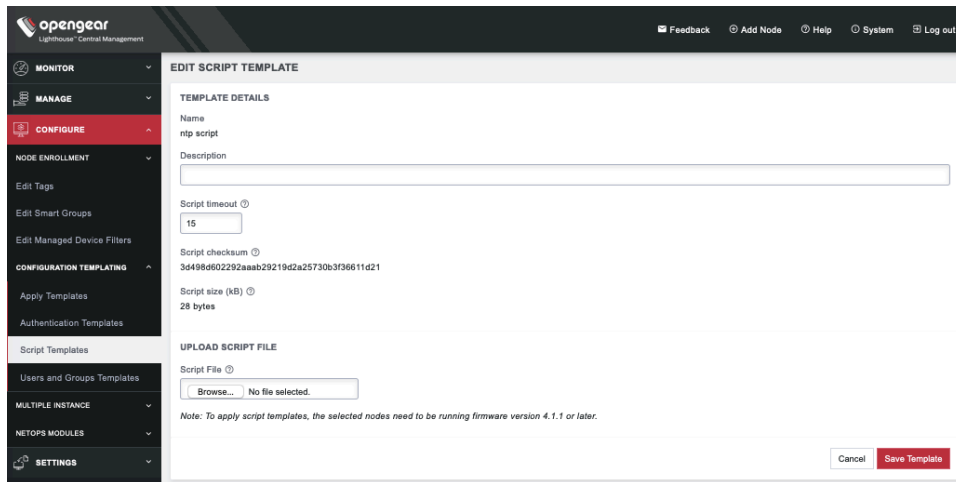 opengear
Lighthouse™ Central Management
Feedback
Add Node
Help
System
Log out
MONITOR
MANAGE
CONFIGURE
NODE ENROLLMENT
Edit Tags
Edit Smart Groups
Edit Managed Device Filters
CONFIGURATION TEMPLATING
Apply Templates
Authentication Templates
Script Templates
Users and Groups Templates
MULTIPLE INSTANCE
NETOPS MODULES
SETTINGS
EDIT SCRIPT TEMPLATE
TEMPLATE DETAILS
Name
ntp script
Description
Script timeout
15
Script checksum
3d498d602292aaab29219d2a25730b3f36611d21
Script size (kB)
28 bytes
UPLOAD SCRIPT FILE
Script File
Browse... No file selected.
Note: To apply script templates, the selected nodes need to be running firmware version 4.1.1 or later.
Cancel
Save Template